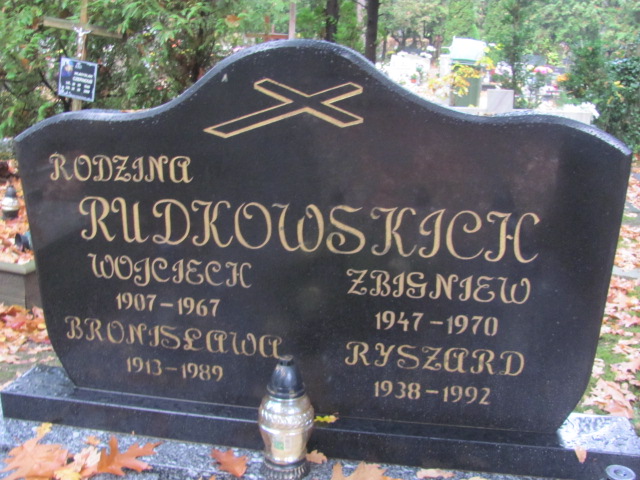 RODZINA
RUDKOWSKICH
WOJCIECH
1907-1967
BRONISŁAWA
1913-1989
ZBIGNIEW
1947-1970
RYSZARD
1938-1992